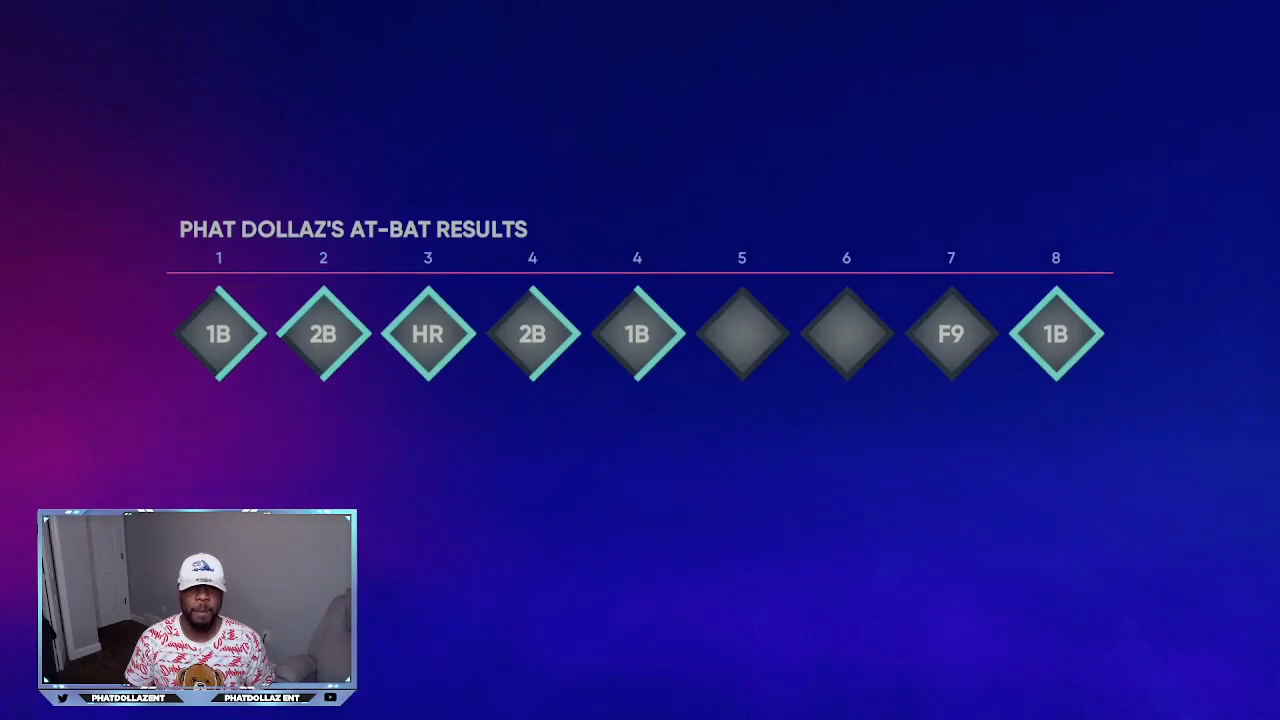 PHAT DOLLAZ'S AT-BAT RESULTS
1 2 3 4 4 5 6 7 8
1B 2B HR 2B 1B F9 1B
PHATDOLLAZENT PHATDOLLAZ ENT